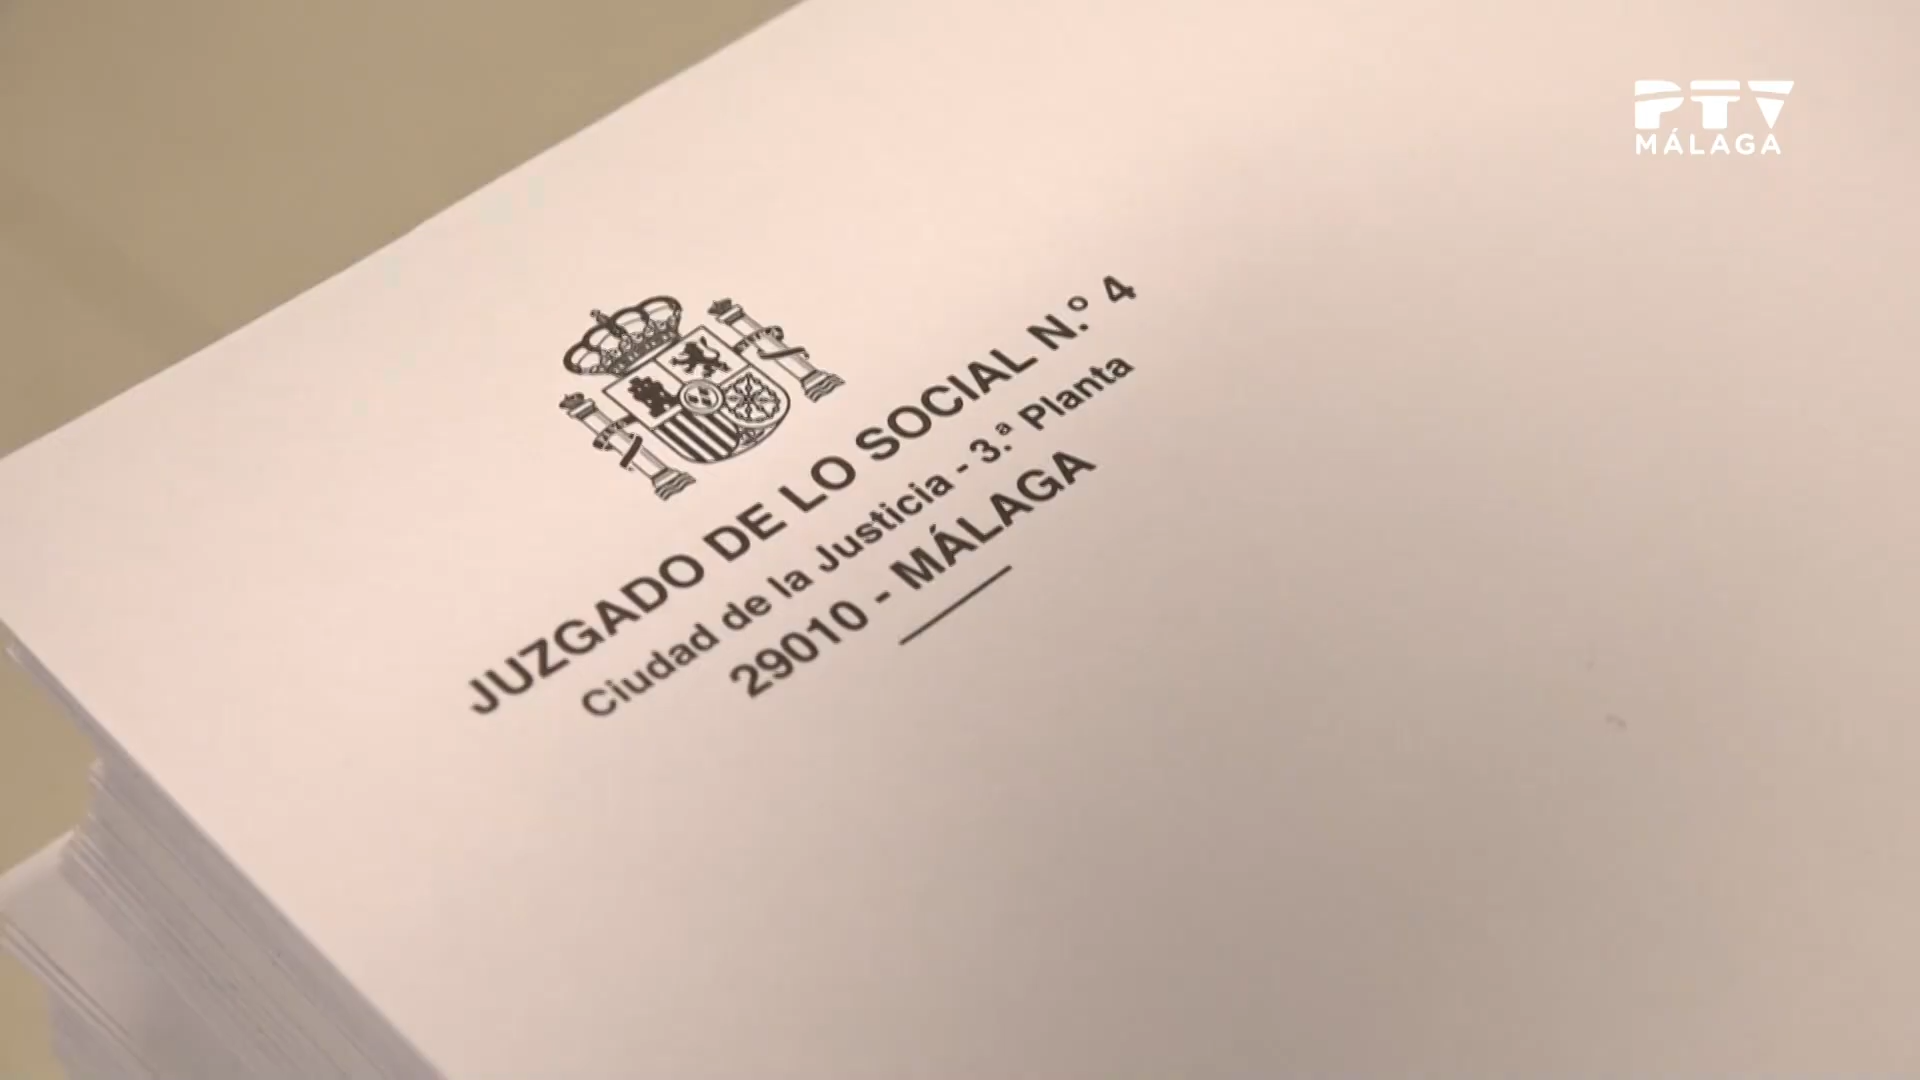 PTV
MÁLAGA
JUZGADO DE LO SOCIAL N.º 4
Ciudad de la Justicia - 3.ª Planta
29010 - MÁLAGA